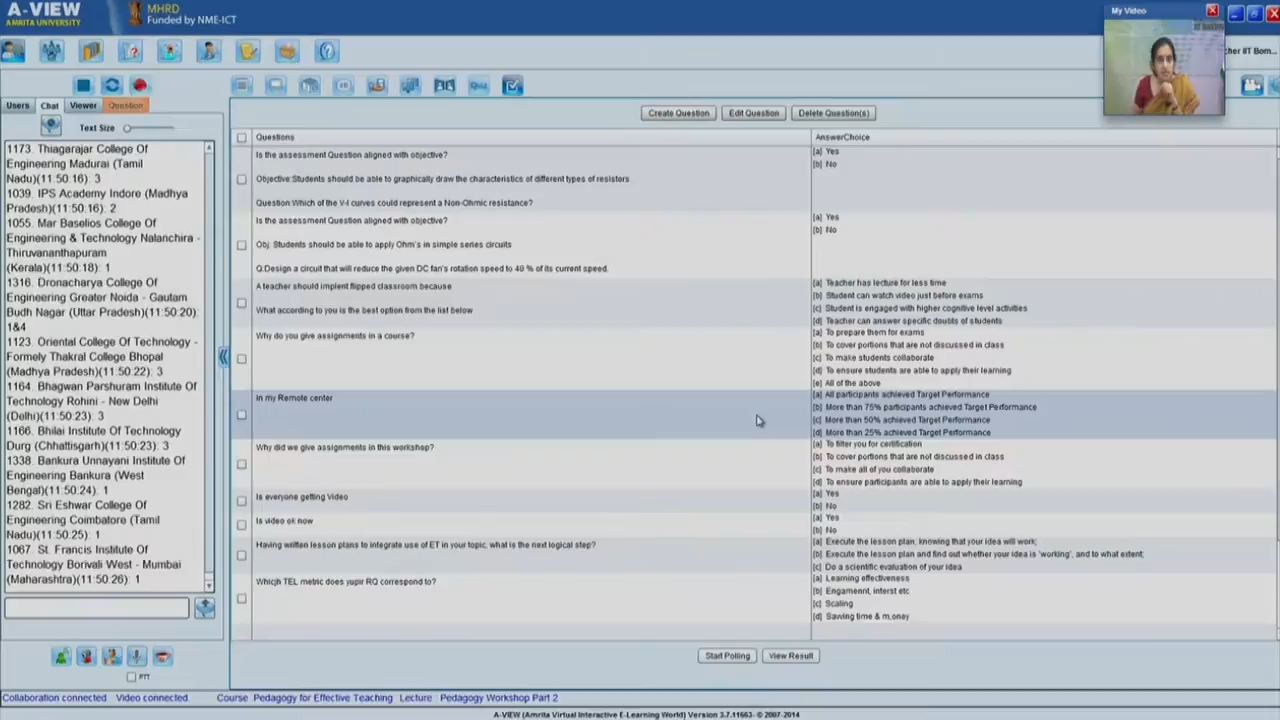 A-VIEW
AMRITA UNIVERSITY
MHRD
Funded by NME-ICT
My Video
her IIT Bom...
Users
Chat
Viewer
Question
Text Size
1173. Thiagarajar College Of
Engineering Madurai (Tamil
Nadu)(11:50:16): 3
1039. IPS Academy Indore (Madhya
Pradesh)(11:50:16): 2
1055. Mar Baselios College Of
Engineering & Technology Nalanchira -
Thiruvananthapuram
(Kerala)(11:50:18): 1
1316. Dronacharya College Of
Engineering Greater Noida - Gautam
Budh Nagar (Uttar Pradesh)(11:50:20):
1&4
1123. Oriental College Of Technology -
Formely Thakral College Bhopal
(Madhya Pradesh)(11:50:22): 3
1164. Bhagwan Parshuram Institute Of
Technology Rohini - New Delhi
(Delhi)(11:50:23): 3
1166. Bhilai Institute Of Technology
Durg (Chhattisgarh)(11:50:23): 3
1338. Bankura Unnayani Institute Of
Engineering Bankura (West
Bengal)(11:50:24): 1
1282. Sri Eshwar College Of
Engineering Coimbatore (Tamil
Nadu)(11:50:25): 1
1067. St. Francis Institute Of
Technology Borivali West - Mumbai
(Maharashtra)(11:50:26): 1
PTT
Create Question
Edit Question
Delete Question(s)
Questions
AnswerChoice
Is the assessment Question aligned with objective?
Objective:Students should be able to graphically draw the characteristics of different types of resistors
Question:Which of the V-I curves could represent a Non-Ohmic resistance?
[a] Yes
[b] No
Is the assessment Question aligned with objective?
Obj: Students should be able to apply Ohm's in simple series circuits
Q:Design a circuit that will reduce the given DC fan's rotation speed to 40 % of its current speed.
[a] Yes
[b] No
A teacher should implent flipped classroom because
What according to you is the best option from the list below
[a] Teacher has lecture for less time
[b] Student can watch video just before exams
[c] Student is engaged with higher cognitive level activities
[d] Teacher can answer specific doubts of students
Why do you give assignments in a course?
[a] To prepare them for exams
[b] To cover portions that are not discussed in class
[c] To make students collaborate
[d] To ensure students are able to apply their learning
[e] All of the above
In my Remote center
[a] All participants achieved Target Performance
[b] More than 75% participants achieved Target Performance
[c] More than 50% achieved Target Performance
[d] More than 25% achieved Target Performance
Why did we give assignments in this workshop?
[a] To filter you for certification
[b] To cover portions that are not discussed in class
[c] To make all of you collaborate
[d] To ensure participants are able to apply their learning
Is everyone getting Video
[a] Yes
[b] No
Is video ok now
[a] Yes
[b] No
Having written lesson plans to integrate use of ET in your topic, what is the next logical step?
[a] Execute the lesson plan, knowing that your idea will work;
[b] Execute the lesson plan and find out whether your idea is 'working', and to what extent;
[c] Do a scientific evaluation of your idea
Whicjh TEL metric does yupir RQ correspond to?
[a] Learning effectiveness
[b] Engamennt, interst etc
[c] Scaling
[d] Savving time & m,oney
Start Polling
View Result
Collaboration connected Video connected Course Pedagogy for Effective Teaching Lecture Pedagogy Workshop Part 2
A-VIEW (Amrita Virtual Interactive E-Learning World) Version 3.7.11663- © 2007-2014